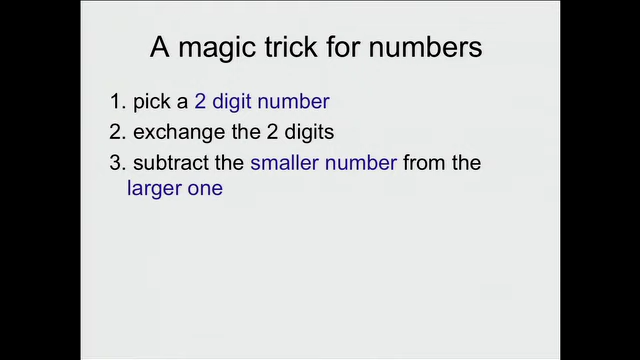 A magic trick for numbers
1. pick a 2 digit number
2. exchange the 2 digits
3. subtract the smaller number from the
larger one